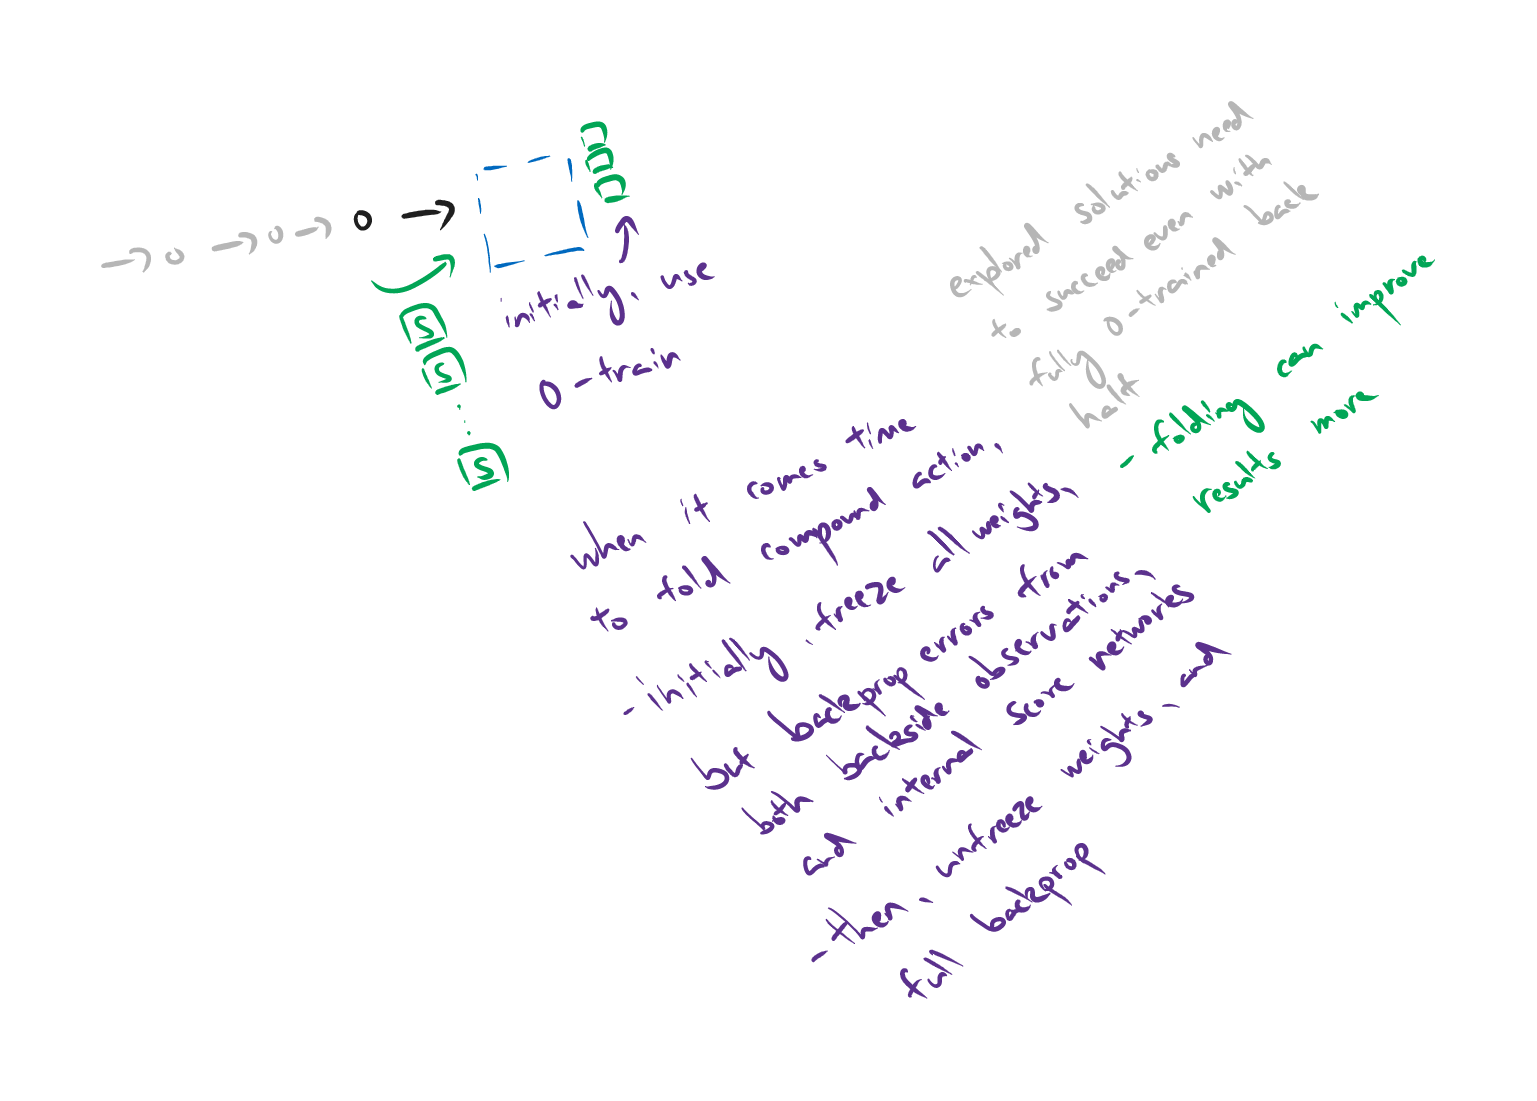 initially, use
0-train
S
S
S
explored solutions need
to succeed even with
fully 0-trained back
half
- folding can improve
results more
when it comes time
to fold compound action,
- initially, freeze all weights,
but backprop errors from
both backside observations,
and internal score networks
- then, unfreeze weights, and
full backprop